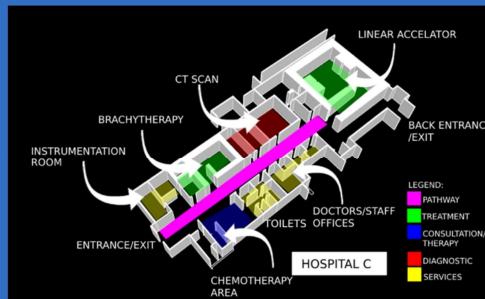 LINEAR ACCELATOR
CT SCAN
BRACHYTHERAPY
INSTRUMENTATION
ROOM
BACK ENTRANCE
/EXIT
ENTRANCE/EXIT
TOILETS
DOCTORS/STAFF
OFFICES
CHEMOTHERAPY
AREA
HOSPITAL C
LEGEND:
PATHWAY
TREATMENT
CONSULTATION/
THERAPY
DIAGNOSTIC
SERVICES